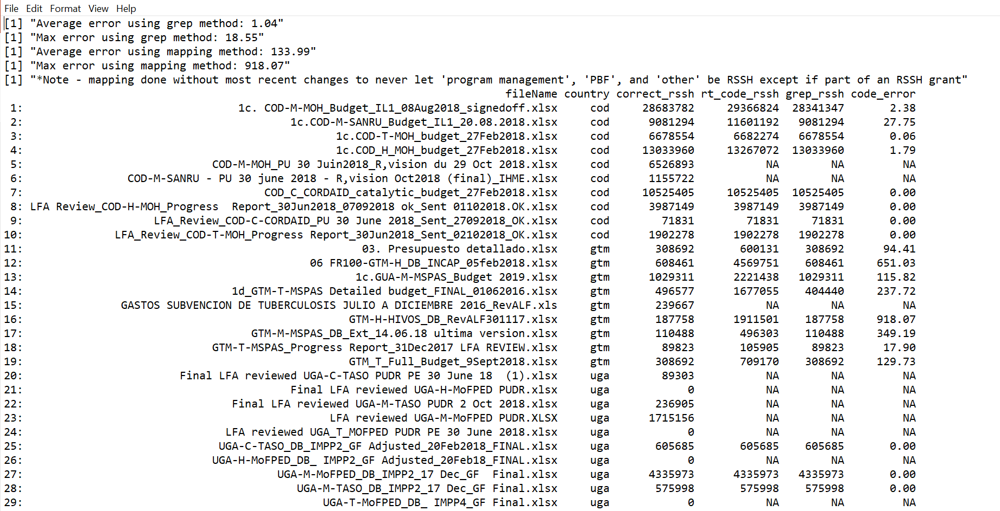 File Edit Format View Help
[1] "Average error using grep method: 1.04"
[1] "Max error using grep method: 18.55"
[1] "Average error using mapping method: 133.99"
[1] "Max error using mapping method: 918.07"
[1] "*Note - mapping done without most recent changes to never let 'program management', 'PBF', and 'other' be RSSH except if part of an RSSH grant"
fileName country correct_rssh rt_code_rssh grep_rssh code_error
1: 1c. COD-M-MOH_Budget_IL1_08Aug2018_signedoff.xlsx cod 28683782 29366824 28341347 2.38
2: 1c.COD-M-SANRU_Budget_IL1_20.08.2018.xlsx cod 9081294 11601192 9081294 27.75
3: 1c.COD-T-MOH_budget_27Feb2018.xlsx cod 6678554 6682274 6678554 0.06
4: 1c.COD_H_MOH_budget_27Feb2018.xlsx cod 13033960 13267072 13033960 1.79
5: COD-M-MOH_PU 30 Juin2018_R,vision du 29 Oct 2018.xlsx cod 6526893 NA NA NA
6: COD-M-SANRU - PU 30 june 2018 - R,vision Oct2018 (final)_IHME.xlsx cod 1155722 NA NA NA
7: COD_C_CORDAID_catalytic_budget_27Feb2018.xlsx cod 10525405 10525405 10525405 0.00
8: LFA Review_COD-H-MOH_Progress  Report_30Jun2018_07092018 ok_Sent 01102018.OK.xlsx cod 3987149 3987149 3987149 0.00
9: LFA_Review_COD-C-CORDAID_PU 30 June 2018_Sent_27092018_OK.xlsx cod 71831 71831 71831 0.00
10: LFA_Review_COD-T-MOH_Progress Report_30Jun2018_Sent_02102018_OK.xlsx cod 1902278 1902278 1902278 0.00
11: 03. Presupuesto detallado.xlsx gtm 308692 600131 308692 94.41
12: 06 FR100-GTM-H_DB_INCAP_05feb2018.xlsx gtm 608461 4569751 608461 651.03
13: 1c.GUA-M-MSPAS_Budget 2019.xlsx gtm 1029311 2221438 1029311 115.82
14: 1d_GTM-T-MSPAS Detailed budget_FINAL_01062016.xlsx gtm 496577 1677055 404440 237.72
15: GASTOS SUBVENCION DE TUBERCULOSIS JULIO A DICIEMBRE 2016_RevALF.xls gtm 239667 NA NA NA
16: GTM-H-HIVOS_DB_RevALF301117.xlsx gtm 187758 1911501 187758 918.07
17: GTM-M-MSPAS_DB_Ext_14.06.18 ultima version.xlsx gtm 110488 496303 110488 349.19
18: GTM-T-MSPAS_Progress Report_31Dec2017 LFA REVIEW.xlsx gtm 89823 105905 89823 17.90
19: GTM_T_Full_Budget_9Sept2018.xlsx gtm 308692 709170 308692 129.73
20: Final LFA reviewed UGA-C-TASO PUDR PE 30 June 18  (1).xlsx uga 89303 NA NA NA
21: Final LFA reviewed UGA-H-MoFPED PUDR.xlsx uga 0 NA NA NA
22: Final LFA reviewed UGA-M-TASO PUDR 2 Oct 2018.xlsx uga 236905 NA NA NA
23: LFA reviewed UGA-M-MoFPED PUDR.XLSX uga 1715156 NA NA NA
24: LFA reviewed UGA_T_MOFPED PUDR PE 30 June 2018.xlsx uga 0 NA NA NA
25: UGA-C-TASO_DB_IMPP2_GF Adjusted_20Feb2018_FINAL.xlsx uga 605685 605685 605685 0.00
26: UGA-H-MoFPED_DB_ IMPP2_GF Adjusted_20Feb18_FINAL.xlsx uga 0 NA NA NA
27: UGA-M-MoFPED_DB_IMPP2_17 Dec_GF  Final.xlsx uga 4335973 4335973 4335973 0.00
28: UGA-M-TASO_DB_IMPP2_17 Dec_GF Final.xlsx uga 575998 575998 575998 0.00
29: UGA-T-MoFPED_DB_ IMPP4_GF Final.xlsx uga 0 NA NA NA